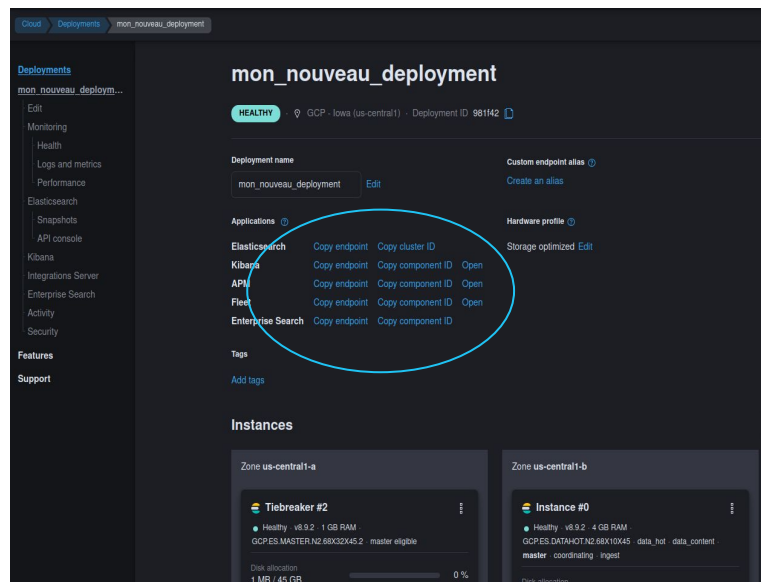 Cloud Deployments mon_nouveau_deployment
Deployments
mon_nouveau_deploym...
Edit
Monitoring
Health
Logs and metrics
Performance
Elasticsearch
Snapshots
API console
Kibana
Integrations Server
Enterprise Search
Activity
Security
Features
Support
mon_nouveau_deployment
HEALTHY · GCP - Iowa (us-central1) · Deployment ID 981f42
Deployment name
mon_nouveau_deployment Edit
Custom endpoint alias
Create an alias
Applications
Elasticsearch Copy endpoint Copy cluster ID
Kibana Copy endpoint Copy component ID Open
APM Copy endpoint Copy component ID Open
Fleet Copy endpoint Copy component ID Open
Enterprise Search Copy endpoint Copy component ID
Hardware profile
Storage optimized Edit
Tags
Add tags
Instances
Zone us-central1-a
Tiebreaker #2
Healthy · v8.9.2 · 1 GB RAM ·
GCP.ES.MASTER.N2.68X32X45.2 · master eligible
Disk allocation
1 MB / 45 GB 0 %
Zone us-central1-b
Instance #0
Healthy · v8.9.2 · 4 GB RAM ·
GCP.ES.DATAHOT.N2.68X10X45 · data_hot · data_content ·
master · coordinating · ingest
Disk allocation